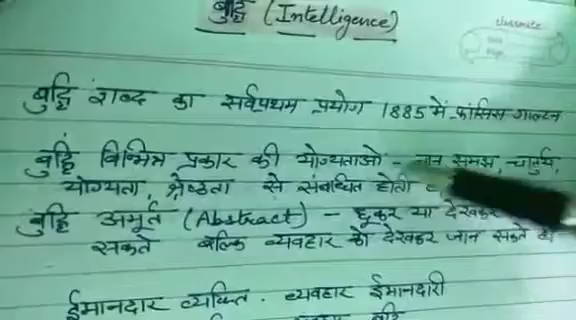 बुद्धि (Intelligence)
classmate
बुद्धि शब्द का सर्वप्रथम प्रयोग 1885 में फ्रांसिस गाल्टन
बुद्धि विभिन्न प्रकार की योग्यताओं - ज्ञान समझ, चातुर्य,
योग्यता, श्रेष्ठता से संबंधित होती
बुद्धि अमूर्त (Abstract) - छूकर या देखकर
सकते बल्कि व्यवहार को देखकर जान सकते
ईमानदार व्यक्ति. व्यवहार ईमानदारी